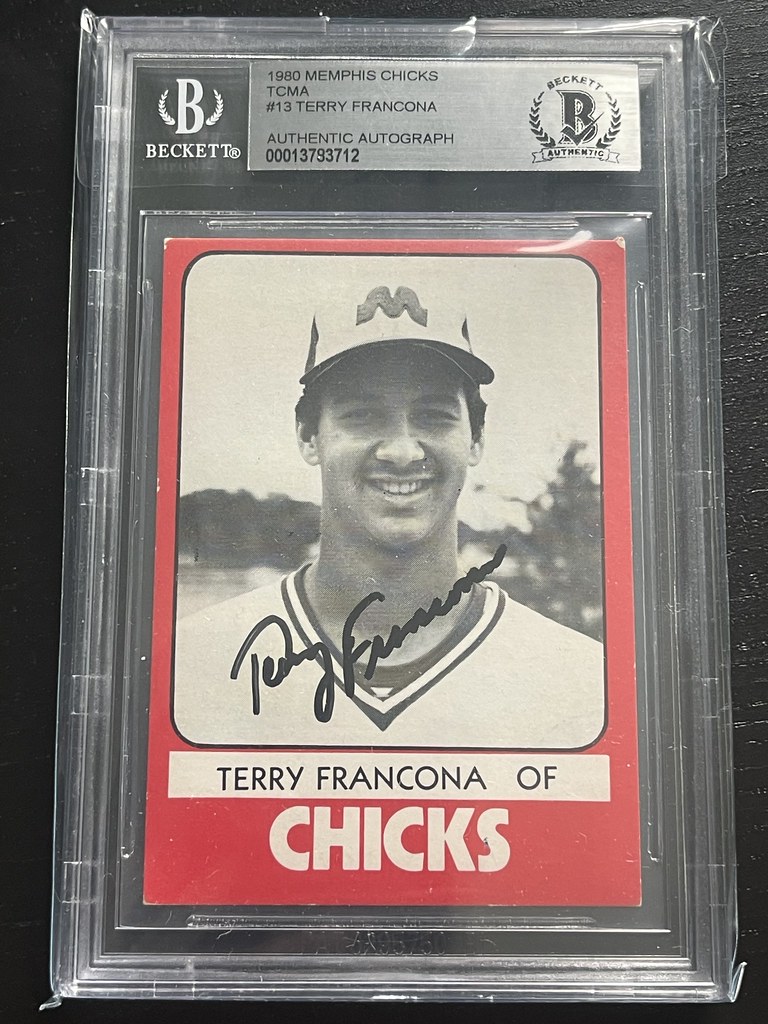 B
BECKETT®
1980 MEMPHIS CHICKS
TCMA
#13 TERRY FRANCONA
AUTHENTIC AUTOGRAPH
00013793712
BECKETT
B
AUTHENTIC
M
Terry Francona
TERRY FRANCONA OF
CHICKS